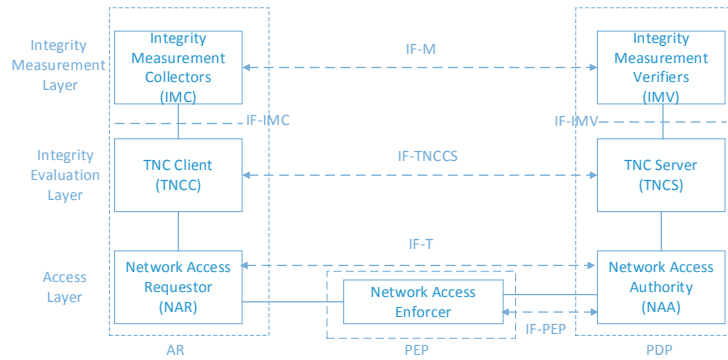 Integrity
Measurement
Layer
Integrity
Measurement
Collectors
(IMC)
IF-M
Integrity
Measurement
Verifiers
(IMV)
IF-IMC
IF-IMV
Integrity
Evaluation
Layer
TNC Client
(TNCC)
IF-TNCCS
TNC Server
(TNCS)
Access
Layer
Network Access
Requestor
(NAR)
IF-T
Network Access
Enforcer
Network Access
Authority
(NAA)
IF-PEP
AR
PEP
PDP